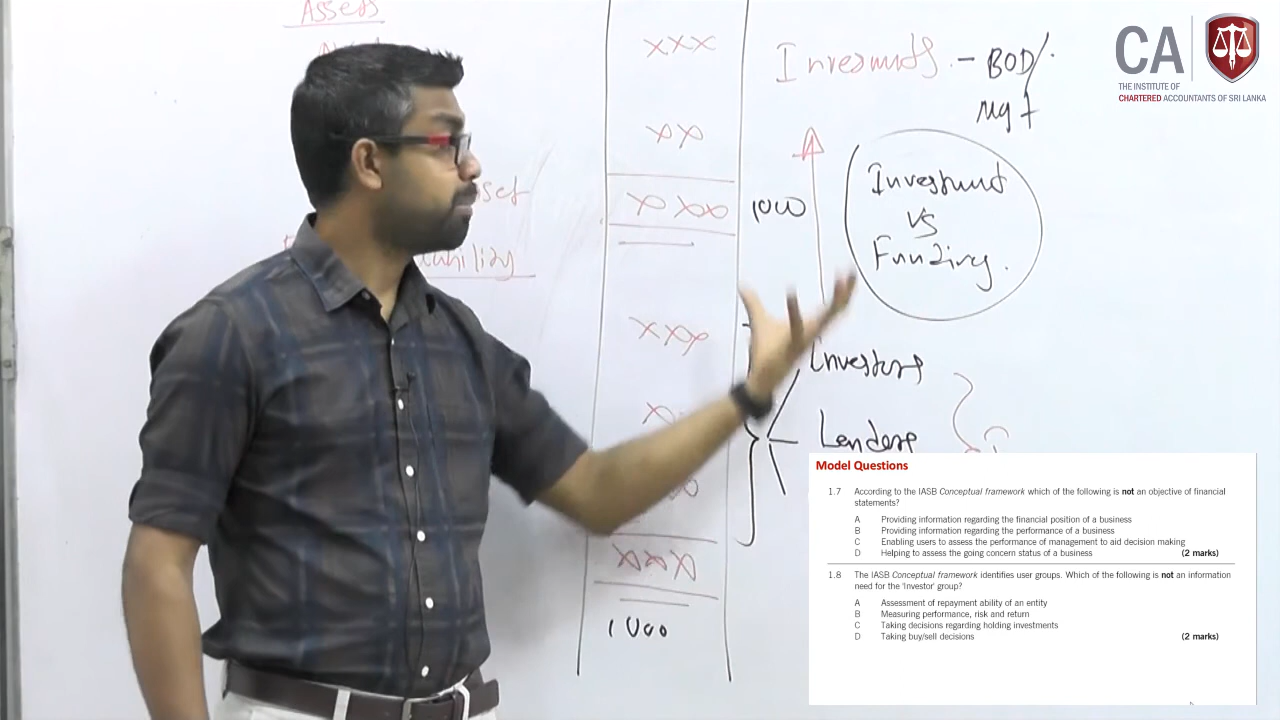 Assess
xxx
xx
xxx
Invesmnts. - BOD/
Mgt
Investmnt
VS
Funding.
1000
xxx
Investors
Lenders
xxx
1000
CA
THE INSTITUTE OF
CHARTERED ACCOUNTANTS OF SRI LANKA
Model Questions
1.7 According to the IASB Conceptual framework which of the following is not an objective of financial
statements?
A Providing information regarding the financial position of a business
B Providing information regarding the performance of a business
C Enabling users to assess the performance of management to aid decision making
D Helping to assess the going concern status of a business (2 marks)
1.8 The IASB Conceptual framework identifies user groups. Which of the following is not an information
need for the 'Investor' group?
A Assessment of repayment ability of an entity
B Measuring performance, risk and return
C Taking decisions regarding holding investments
D Taking buy/sell decisions (2 marks)